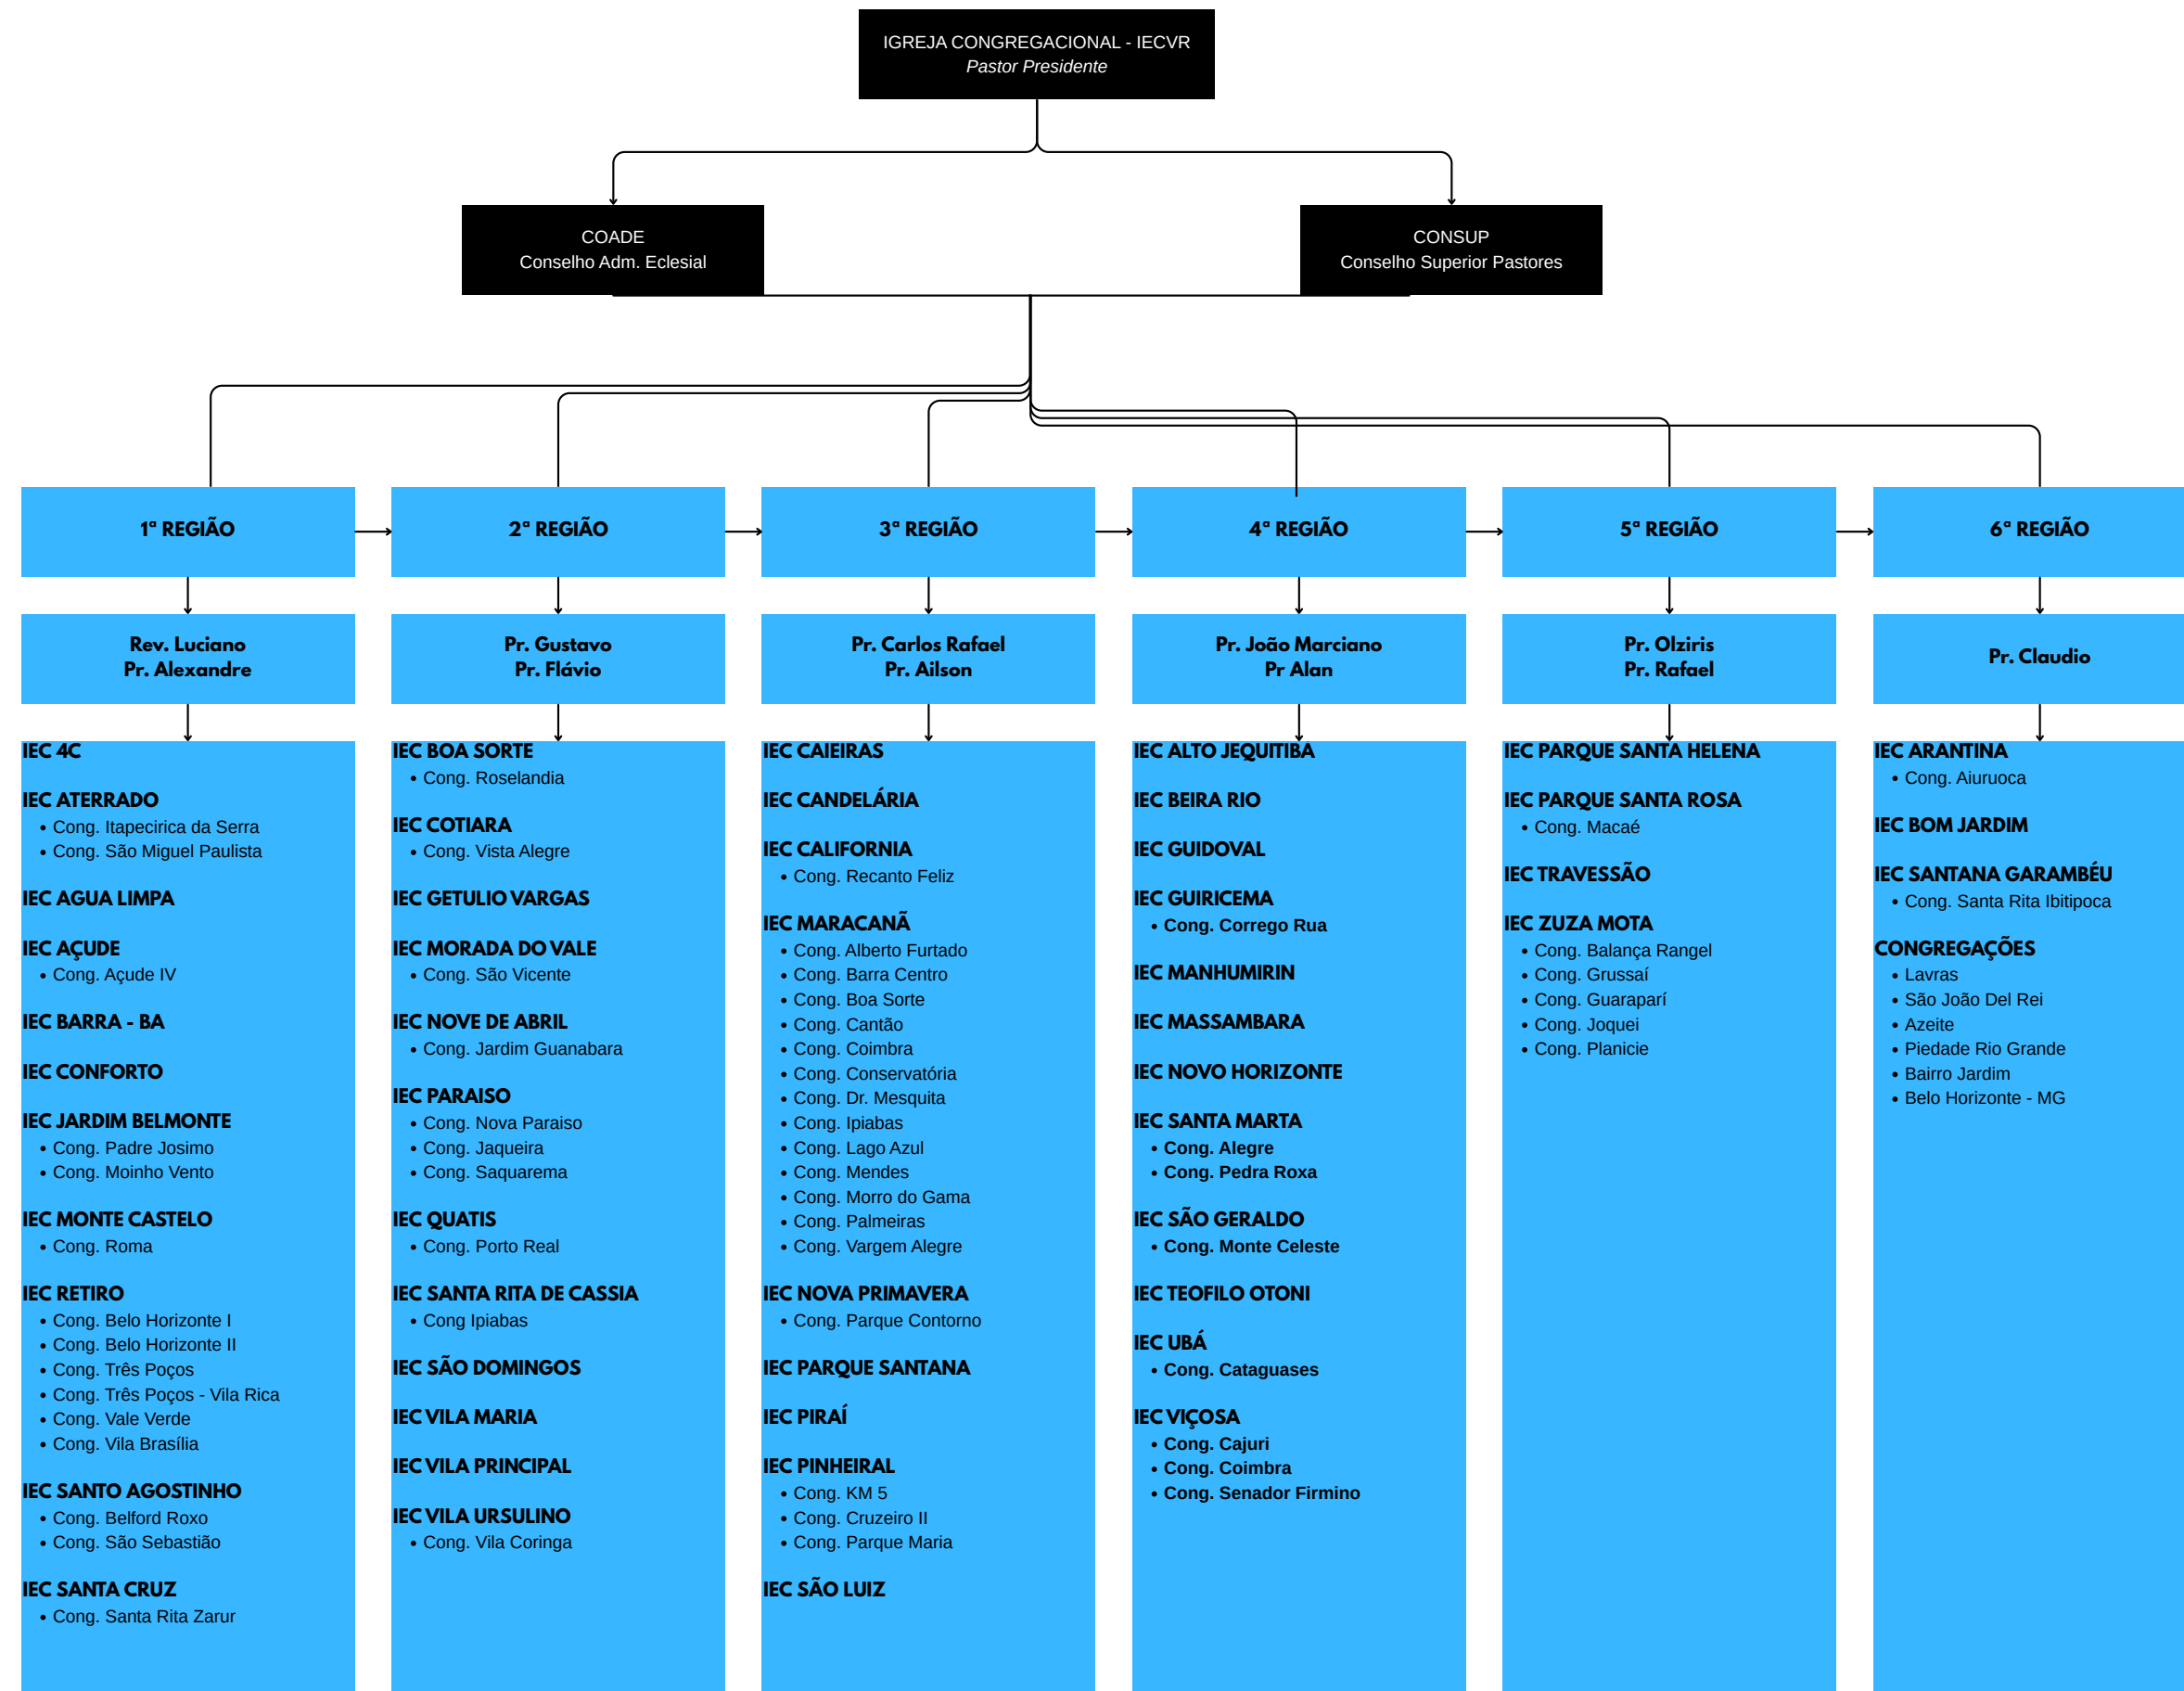 IGREJA CONGREGACIONAL - IECVR
Pastor Presidente
COADE
Conselho Adm. Eclesial
CONSUP
Conselho Superior Pastores
1ª REGIÃO
2ª REGIÃO
3ª REGIÃO
4ª REGIÃO
5ª REGIÃO
6ª REGIÃO
Rev. Luciano
Pr. Alexandre
Pr. Gustavo
Pr. Flávio
Pr. Carlos Rafael
Pr. Ailson
Pr. João Marciano
Pr Alan
Pr. Olziris
Pr. Rafael
Pr. Claudio
IEC 4C
IEC ATERRADO
• Cong. Itapecirica da Serra
• Cong. São Miguel Paulista
IEC AGUA LIMPA
IEC AÇUDE
• Cong. Açude IV
IEC BARRA - BA
IEC CONFORTO
IEC JARDIM BELMONTE
• Cong. Padre Josimo
• Cong. Moinho Vento
IEC MONTE CASTELO
• Cong. Roma
IEC RETIRO
• Cong. Belo Horizonte I
• Cong. Belo Horizonte II
• Cong. Três Poços
• Cong. Três Poços - Vila Rica
• Cong. Vale Verde
• Cong. Vila Brasília
IEC SANTO AGOSTINHO
• Cong. Belford Roxo
• Cong. São Sebastião
IEC SANTA CRUZ
• Cong. Santa Rita Zarur
IEC BOA SORTE
• Cong. Roselandia
IEC COTIARA
• Cong. Vista Alegre
IEC GETULIO VARGAS
IEC MORADA DO VALE
• Cong. São Vicente
IEC NOVE DE ABRIL
• Cong. Jardim Guanabara
IEC PARAISO
• Cong. Nova Paraiso
• Cong. Jaqueira
• Cong. Saquarema
IEC QUATIS
• Cong. Porto Real
IEC SANTA RITA DE CASSIA
• Cong Ipiabas
IEC SÃO DOMINGOS
IEC VILA MARIA
IEC VILA PRINCIPAL
IEC VILA URSULINO
• Cong. Vila Coringa
IEC CAIEIRAS
IEC CANDELÁRIA
IEC CALIFORNIA
• Cong. Recanto Feliz
IEC MARACANÃ
• Cong. Alberto Furtado
• Cong. Barra Centro
• Cong. Boa Sorte
• Cong. Cantão
• Cong. Coimbra
• Cong. Conservatória
• Cong. Dr. Mesquita
• Cong. Ipiabas
• Cong. Lago Azul
• Cong. Mendes
• Cong. Morro do Gama
• Cong. Palmeiras
• Cong. Vargem Alegre
IEC NOVA PRIMAVERA
• Cong. Parque Contorno
IEC PARQUE SANTANA
IEC PIRAÍ
IEC PINHEIRAL
• Cong. KM 5
• Cong. Cruzeiro II
• Cong. Parque Maria
IEC SÃO LUIZ
IEC ALTO JEQUITIBÁ
IEC BEIRA RIO
IEC GUIDOVAL
IEC GUIRICEMA
• Cong. Corrego Rua
IEC MANHUMIRIN
IEC MASSAMBARA
IEC NOVO HORIZONTE
IEC SANTA MARTA
• Cong. Alegre
• Cong. Pedra Roxa
IEC SÃO GERALDO
• Cong. Monte Celeste
IEC TEOFILO OTONI
IEC UBÁ
• Cong. Cataguases
IEC VIÇOSA
• Cong. Cajuri
• Cong. Coimbra
• Cong. Senador Firmino
IEC PARQUE SANTA HELENA
IEC PARQUE SANTA ROSA
• Cong. Macaé
IEC TRAVESSÃO
IEC ZUZA MOTA
• Cong. Balança Rangel
• Cong. Grussaí
• Cong. Guaraparí
• Cong. Joquei
• Cong. Planicie
IEC ARANTINA
• Cong. Aiuruoca
IEC BOM JARDIM
IEC SANTANA GARAMBÉU
• Cong. Santa Rita Ibitipoca
CONGREGAÇÕES
• Lavras
• São João Del Rei
• Azeite
• Piedade Rio Grande
• Bairro Jardim
• Belo Horizonte - MG